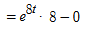 = e^{8t} · 8 − 0